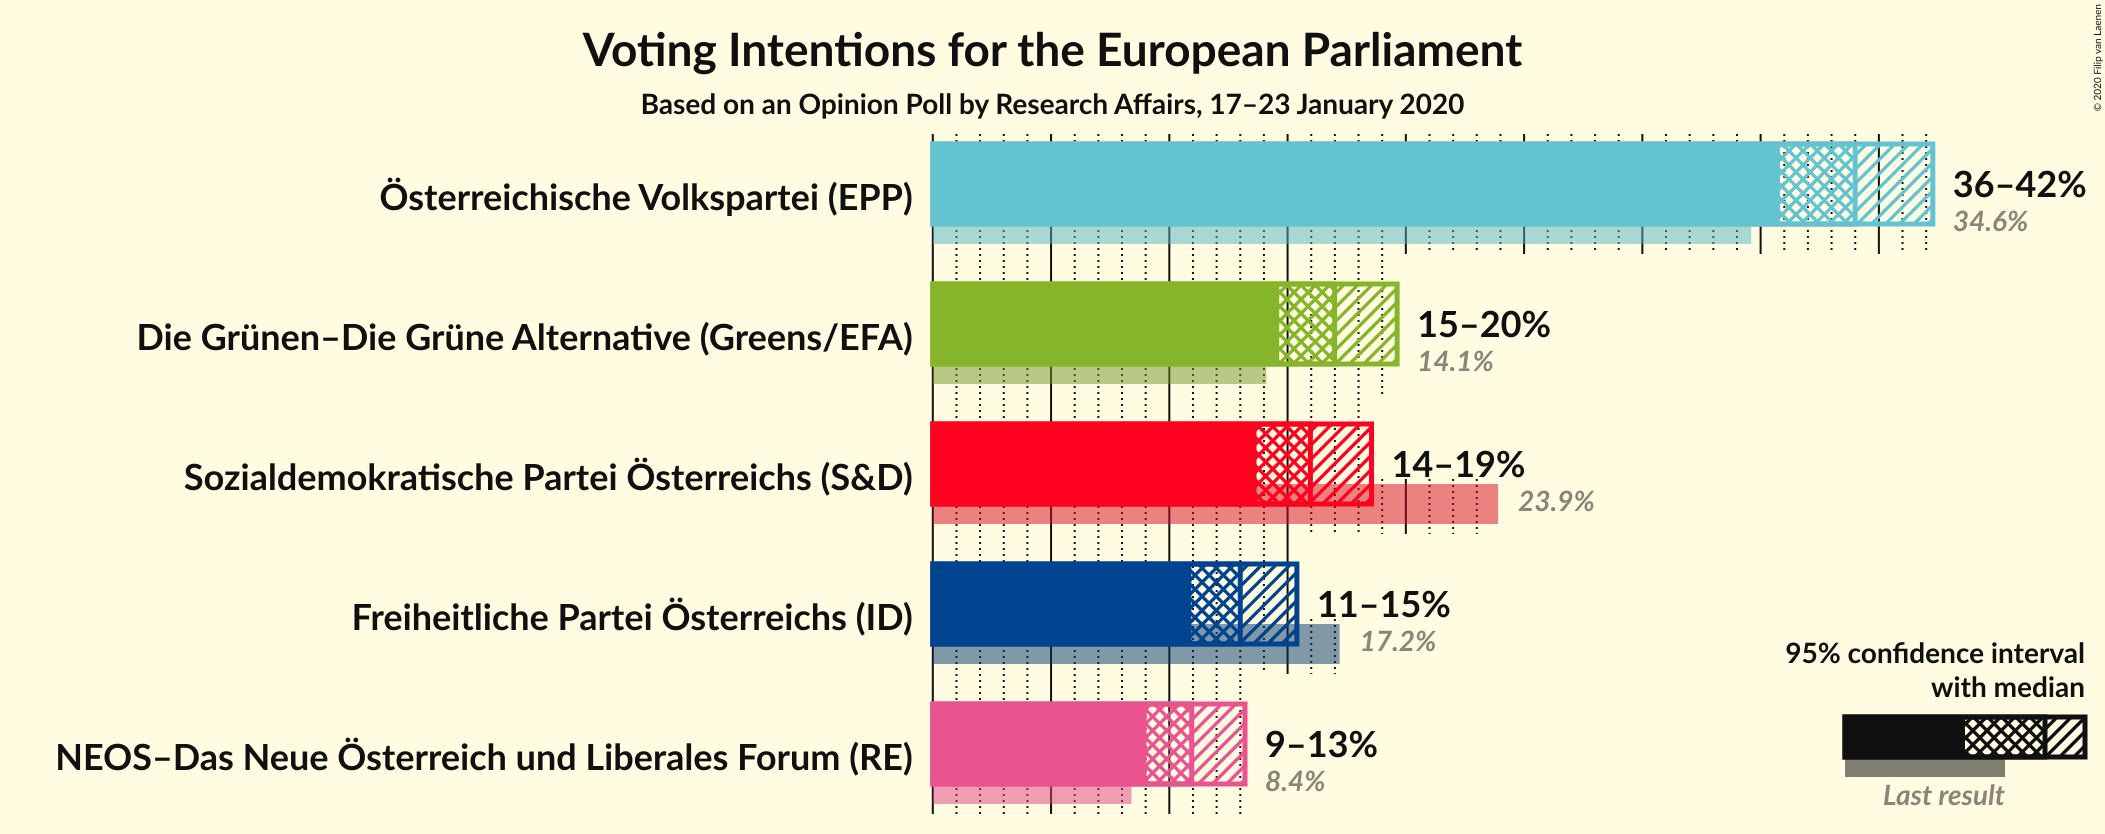 Voting Intentions for the European Parliament
Based on an Opinion Poll by Research Affairs, 17–23 January 2020
© 2020 Filip van Laenen
Österreichische Volkspartei (EPP)
36–42%
34.6%
Die Grünen–Die Grüne Alternative (Greens/EFA)
15–20%
14.1%
Sozialdemokratische Partei Österreichs (S&D)
14–19%
23.9%
Freiheitliche Partei Österreichs (ID)
11–15%
17.2%
NEOS–Das Neue Österreich und Liberales Forum (RE)
9–13%
8.4%
95% confidence interval
with median
Last result